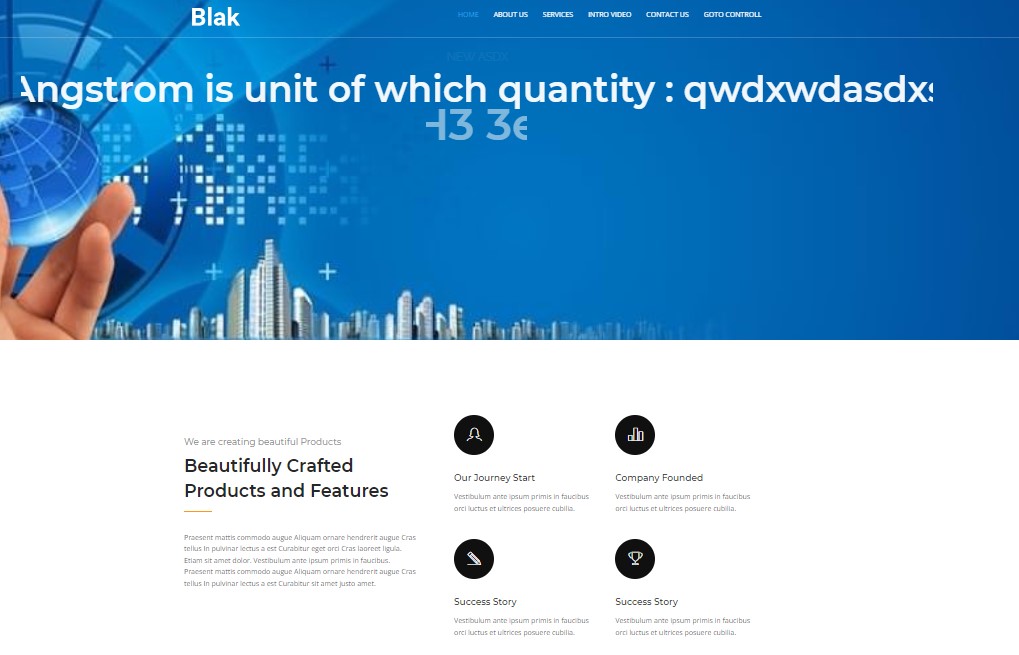 Blak
HOME ABOUT US SERVICES INTRO VIDEO CONTACT US GOTO CONTROLL
Angstrom is unit of which quantity : qwdxwdasdxs
H3 3e
We are creating beautiful Products
Beautifully Crafted
Products and Features
Praesent mattis commodo augue Aliquam ornare hendrerit augue Cras
tellus In pulvinar lectus a est Curabitur eget orci Cras laoreet ligula.
Etiam sit amet dolor. Vestibulum ante ipsum primis in faucibus.
Praesent mattis commodo augue Aliquam ornare hendrerit augue Cras
tellus In pulvinar lectus a est Curabitur sit amet justo amet.
Our Journey Start
Vestibulum ante ipsum primis in faucibus
orci luctus et ultrices posuere cubilia.
Company Founded
Vestibulum ante ipsum primis in faucibus
orci luctus et ultrices posuere cubilia.
Success Story
Vestibulum ante ipsum primis in faucibus
orci luctus et ultrices posuere cubilia.
Success Story
Vestibulum ante ipsum primis in faucibus
orci luctus et ultrices posuere cubilia.